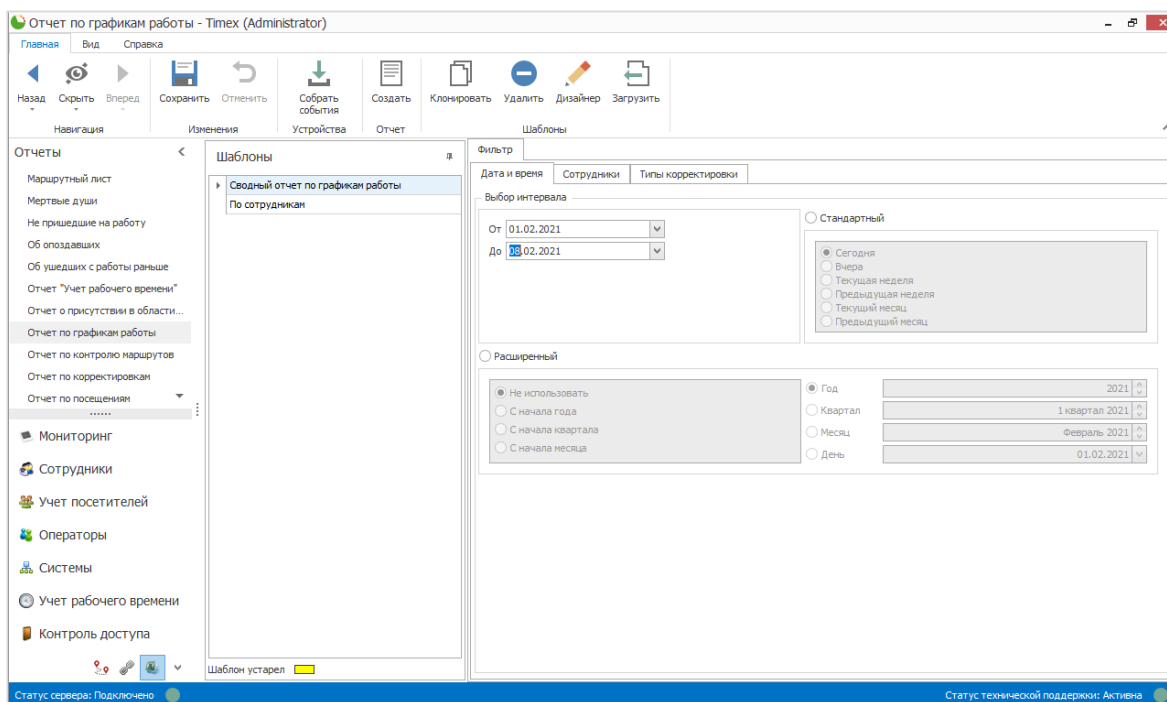 Отчет по графикам работы - Timex (Administrator)
Главная Вид Справка
Назад Скрыть Вперед Сохранить Отменить Собрать события Создать Клонировать Удалить Дизайнер Загрузить
Навигация Изменения Устройства Отчет Шаблоны
Отчеты
Маршрутный лист
Мертвые души
Не пришедшие на работу
Об опоздавших
Об ушедших с работы раньше
Отчет "Учет рабочего времени"
Отчет о присутствии в области...
Отчет по графикам работы
Отчет по контролю маршрутов
Отчет по корректировкам
Отчет по посещениям
Мониторинг
Сотрудники
Учет посетителей
Операторы
Системы
Учет рабочего времени
Контроль доступа
Шаблоны
Сводный отчет по графикам работы
По сотрудникам
Шаблон устарел
Фильтр
Дата и время Сотрудники Типы корректировки
Выбор интервала
От 01.02.2021
До 08.02.2021
Стандартный
Сегодня
Вчера
Текущая неделя
Предыдущая неделя
Текущий месяц
Предыдущий месяц
Расширенный
Не использовать
С начала года
С начала квартала
С начала месяца
Год 2021
Квартал 1 квартал 2021
Месяц Февраль 2021
День 01.02.2021
Статус сервера: Подключено
Статус технической поддержки: Активна